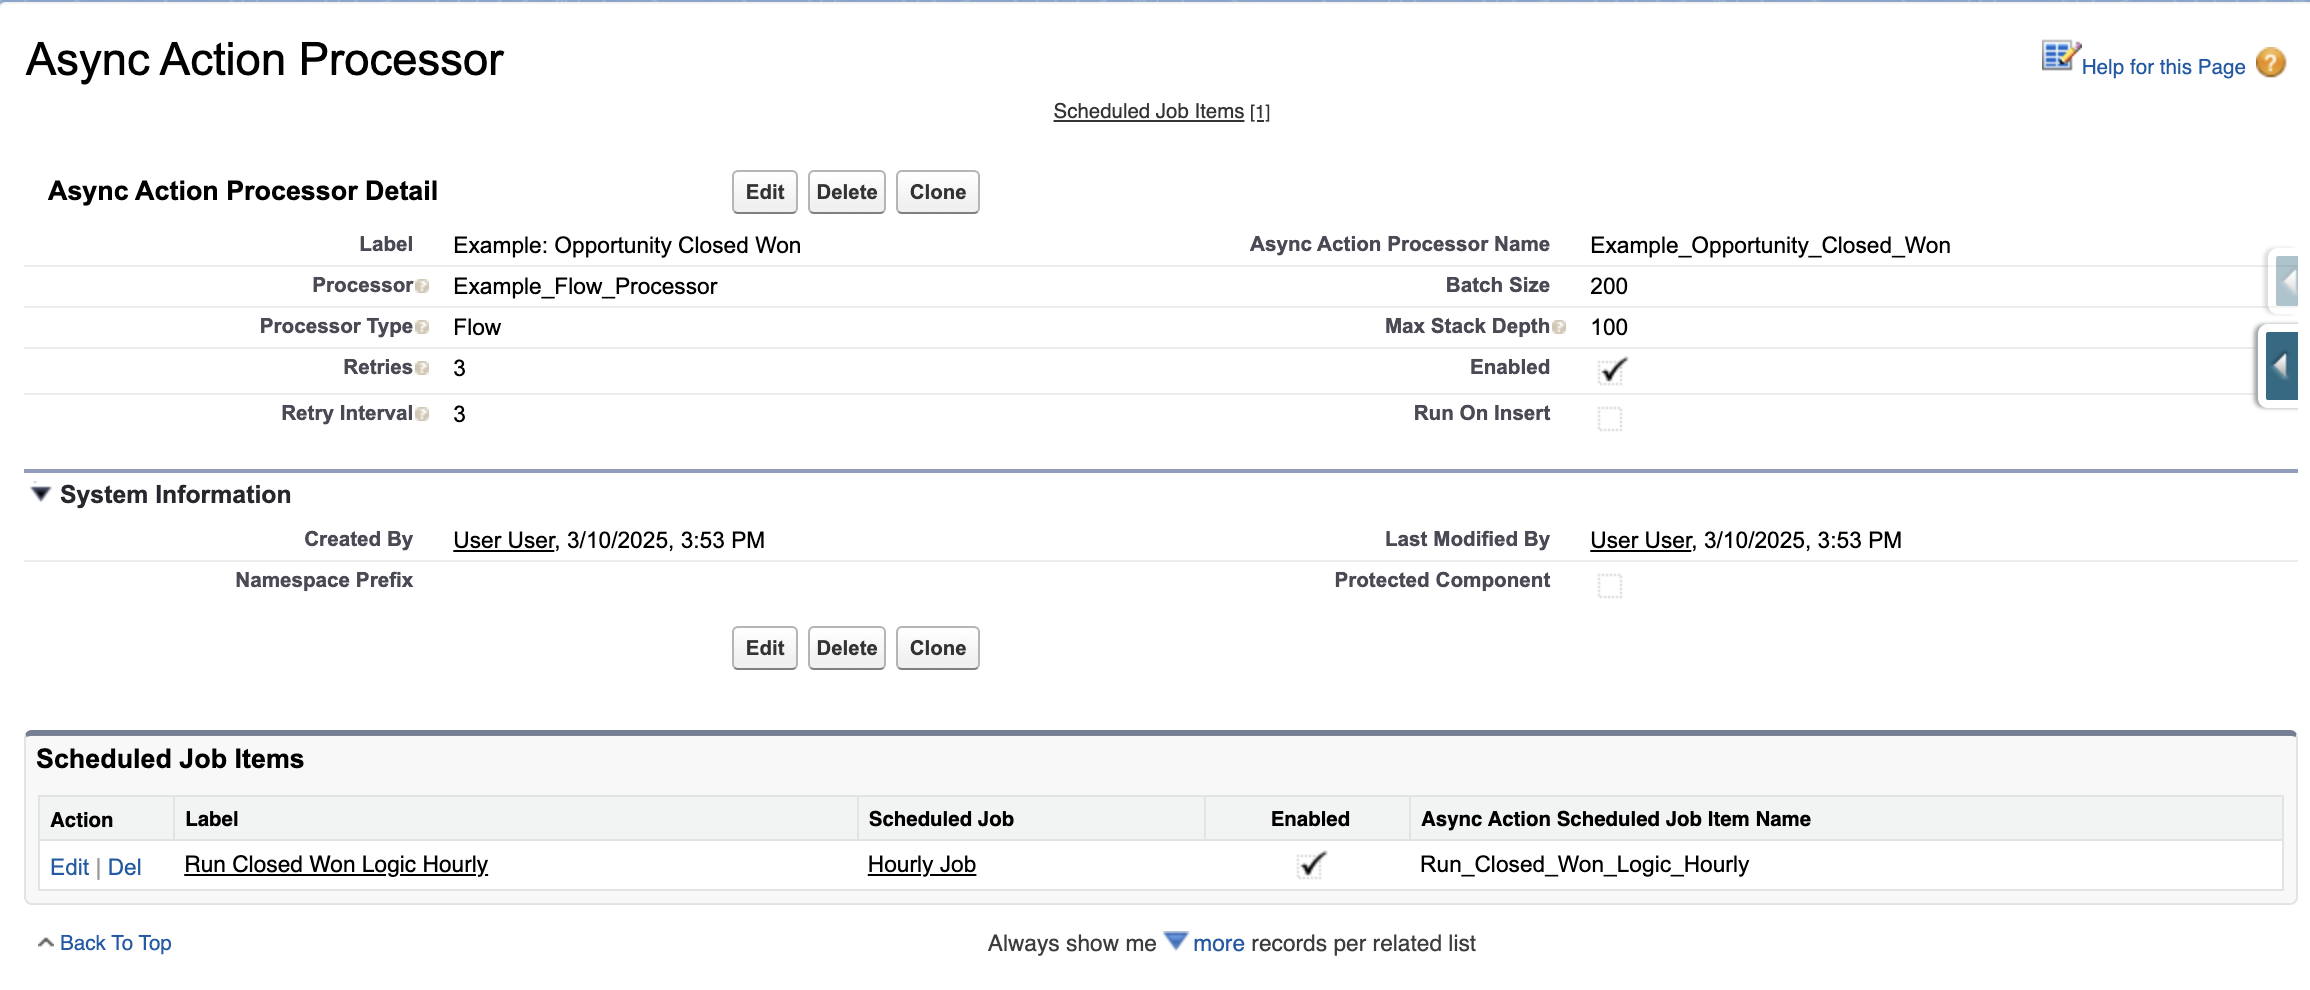 Async Action Processor
Help for this Page ?
Scheduled Job Items [1]
Async Action Processor Detail Edit Delete Clone
Label Example: Opportunity Closed Won Async Action Processor Name Example_Opportunity_Closed_Won
Processor ? Example_Flow_Processor Batch Size 200
Processor Type ? Flow Max Stack Depth ? 100
Retries ? 3 Enabled
Retry Interval ? 3 Run On Insert
System Information
Created By User User, 3/10/2025, 3:53 PM Last Modified By User User, 3/10/2025, 3:53 PM
Namespace Prefix Protected Component
Edit Delete Clone
Scheduled Job Items
Action Label Scheduled Job Enabled Async Action Scheduled Job Item Name
Edit | Del Run Closed Won Logic Hourly Hourly Job Run_Closed_Won_Logic_Hourly
Back To Top Always show me more records per related list